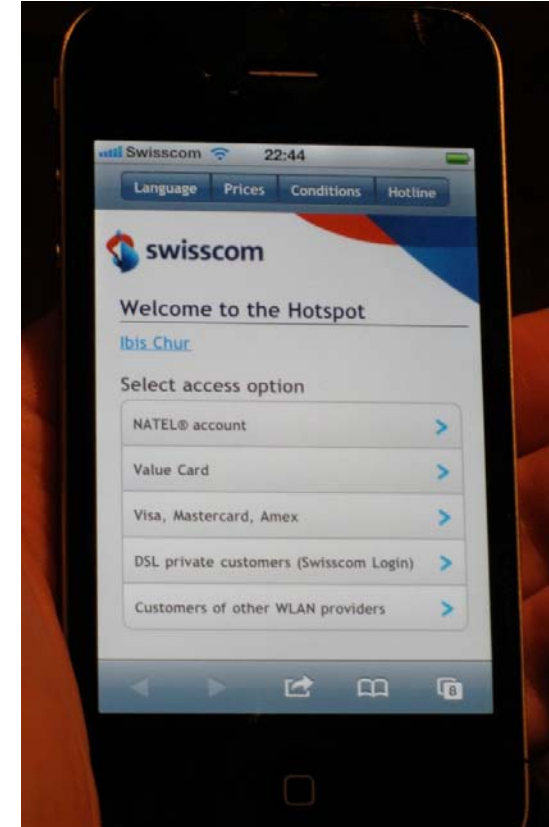 Swisscom 22:44
Language Prices Conditions Hotline
swisscom
Welcome to the Hotspot
Ibis Chur
Select access option
NATEL® account
Value Card
Visa, Mastercard, Amex
DSL private customers (Swisscom Login)
Customers of other WLAN providers
8